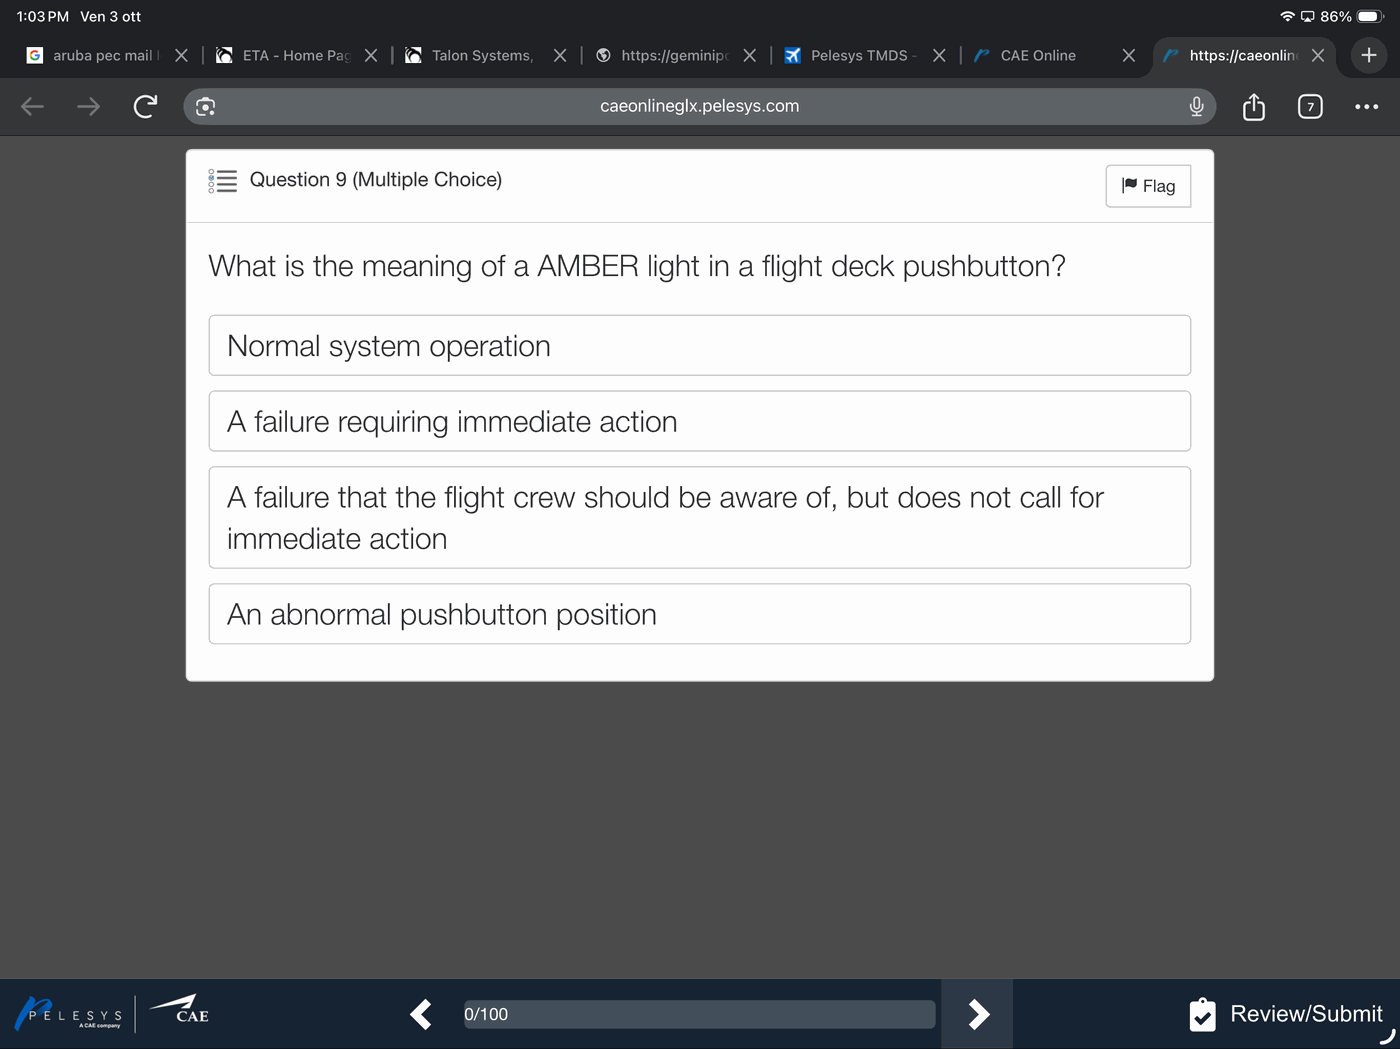 1:03 PM Ven 3 ott
86%
aruba pec mail
ETA - Home Pag
Talon Systems,
https://geminipo
Pelesys TMDS -
CAE Online
https://caeonlin
caeonlineglx.pelesys.com
7
Question 9 (Multiple Choice)
Flag
What is the meaning of a AMBER light in a flight deck pushbutton?
Normal system operation
A failure requiring immediate action
A failure that the flight crew should be aware of, but does not call for
immediate action
An abnormal pushbutton position
PELESYS
A CAE company
CAE
0/100
Review/Submit